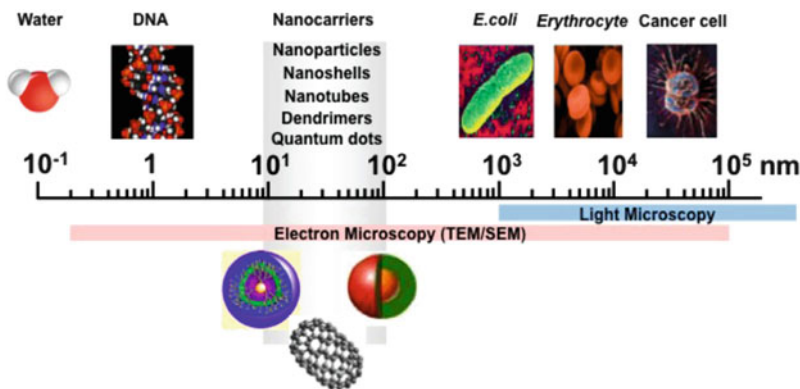 Water DNA Nanocarriers E.coli Erythrocyte Cancer cell
Nanoparticles
Nanoshells
Nanotubes
Dendrimers
Quantum dots
10⁻¹ 1 10¹ 10² 10³ 10⁴ 10⁵ nm
Light Microscopy
Electron Microscopy (TEM/SEM)